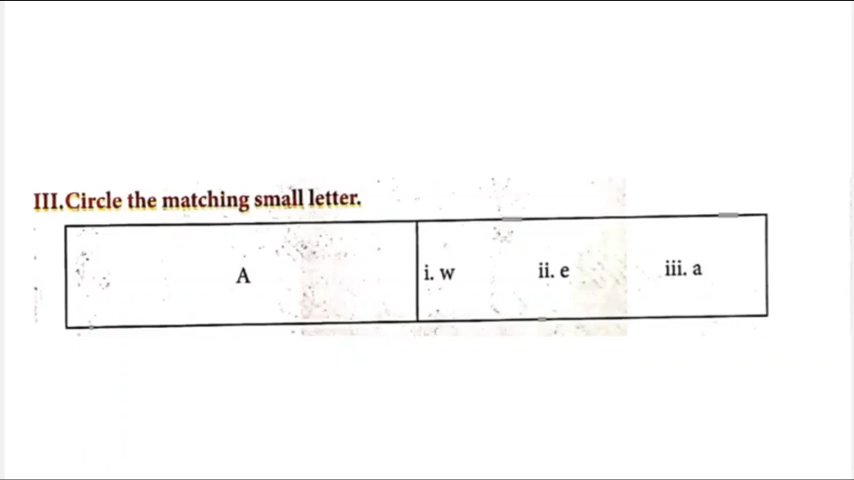 III.Circle the matching small letter.
A i. w ii. e iii. a